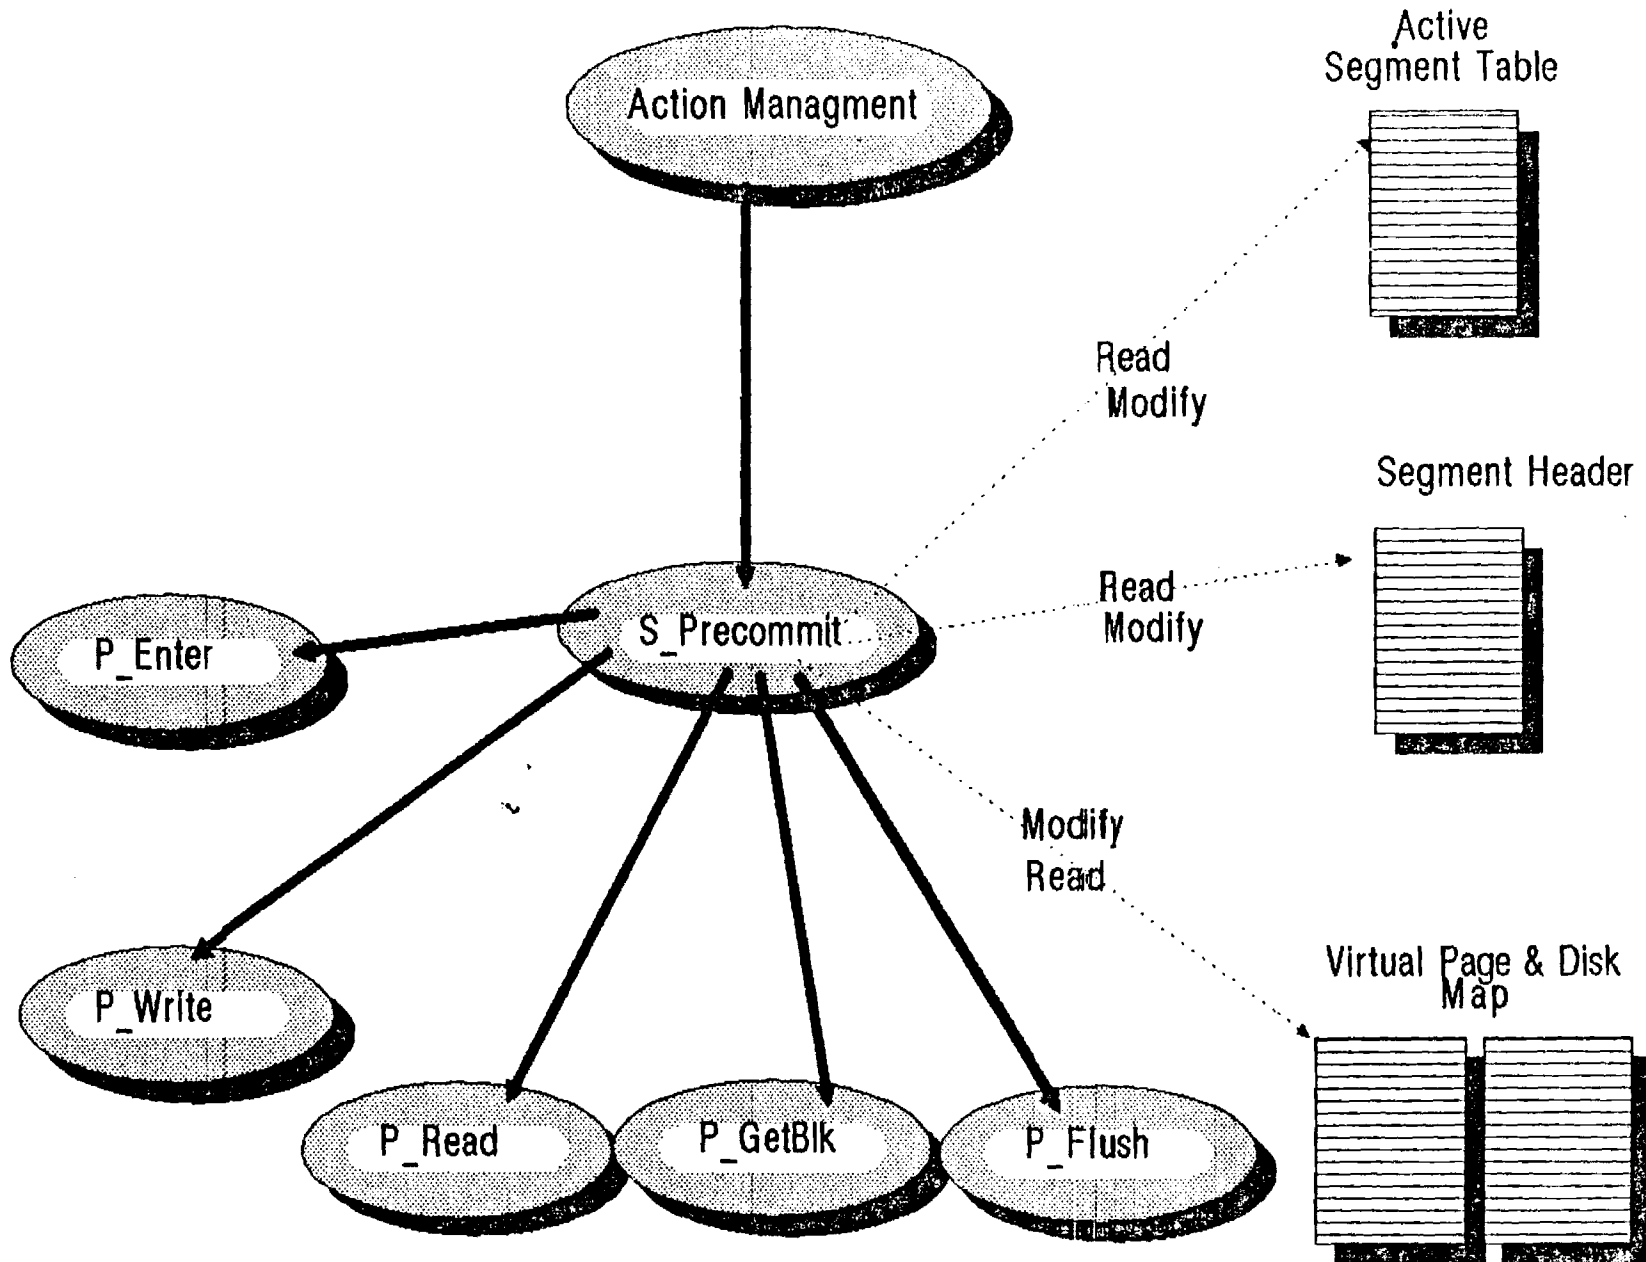 Active
Segment Table
Action Managment
Read
Modify
Segment Header
Read
Modify
S_Precommit
P_Enter
Modify
Read
Virtual Page & Disk
Map
P_Write
P_Read
P_GetBlk
P_Flush